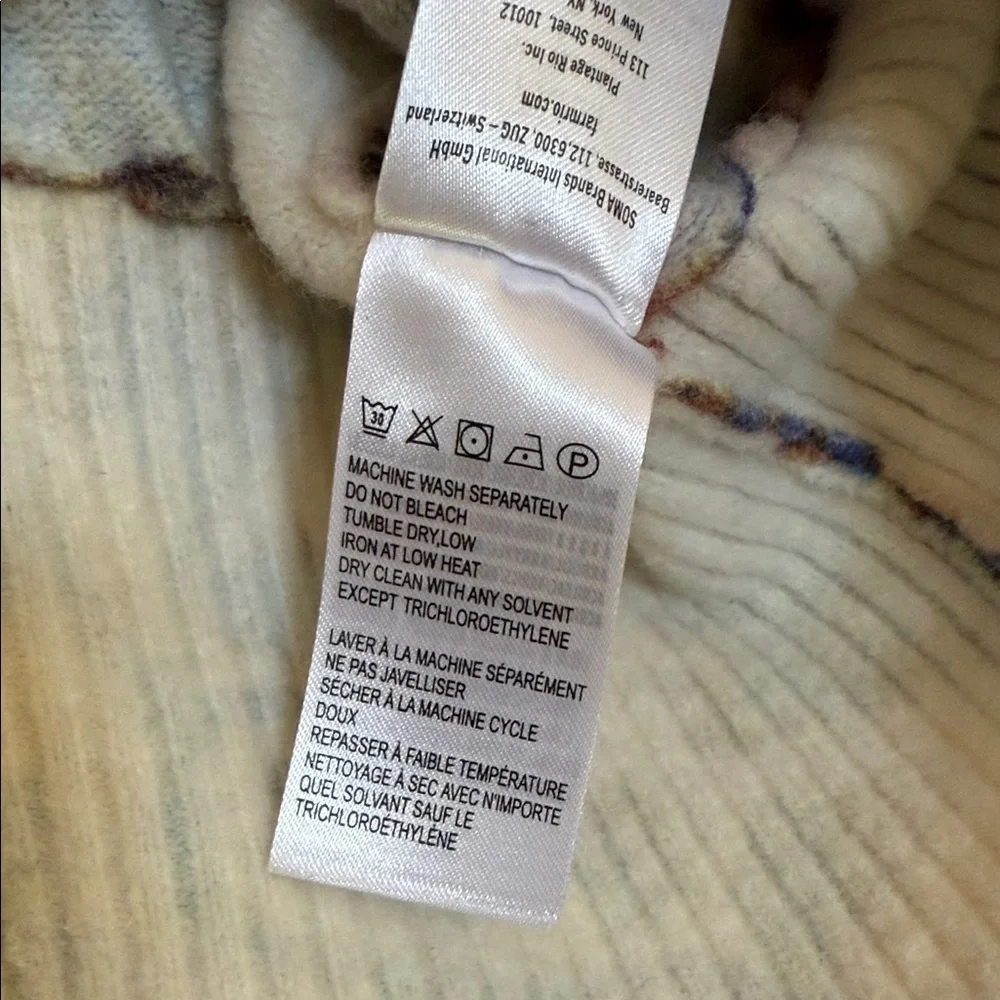 SOMA Brands International GmbH
Baarerstrasse, 112,6300, ZUG – Switzerland
farmrio.com
Plantage Rio Inc.
113 Prince Street, 10012
New York, NY
30
P
MACHINE WASH SEPARATELY
DO NOT BLEACH
TUMBLE DRY,LOW
IRON AT LOW HEAT
DRY CLEAN WITH ANY SOLVENT
EXCEPT TRICHLOROETHYLENE
LAVER À LA MACHINE SÉPARÉMENT
NE PAS JAVELLISER
SÉCHER À LA MACHINE CYCLE
DOUX
REPASSER À FAIBLE TEMPÉRATURE
NETTOYAGE À SEC AVEC N'IMPORTE
QUEL SOLVANT SAUF LE
TRICHLOROÉTHYLÈNE